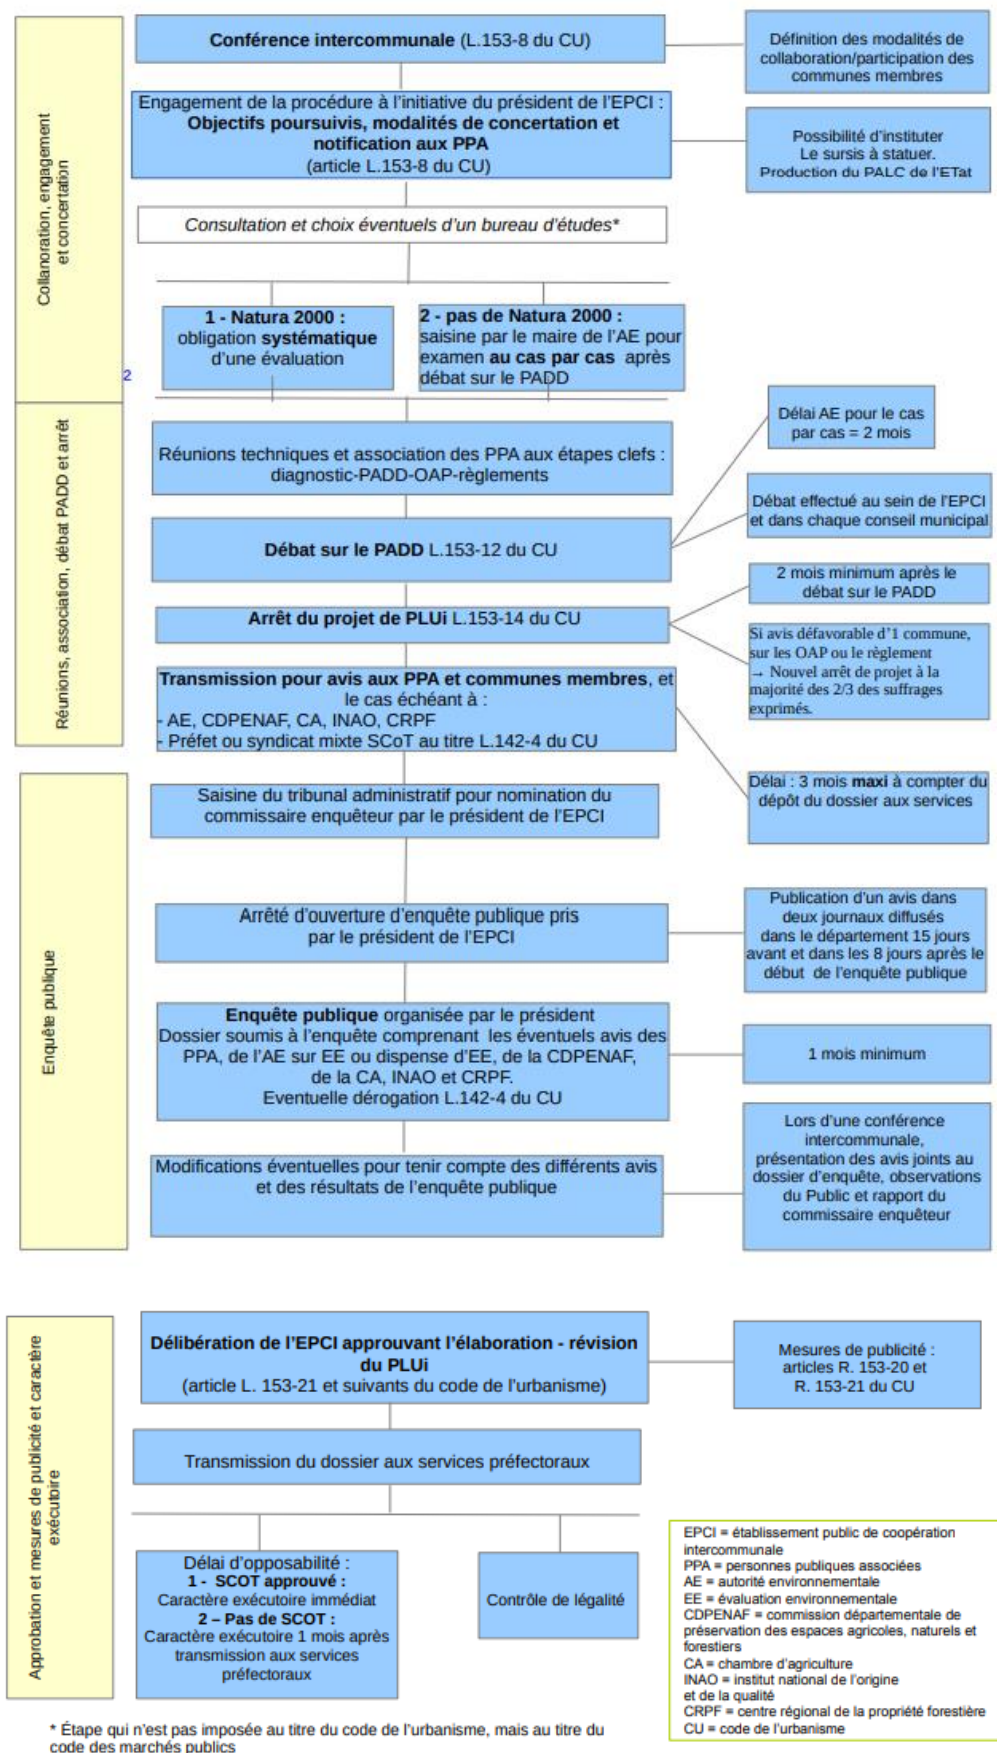 Collanoration, engagement
et concertation
Conférence intercommunale (L.153-8 du CU)
Définition des modalités de
collaboration/participation des
communes membres
Engagement de la procédure à l'initiative du président de l'EPCI :
Objectifs poursuivis, modalités de concertation et
notification aux PPA
(article L.153-8 du CU)
Possibilité d'instituter
Le sursis à statuer.
Production du PALC de l'ETat
Consultation et choix éventuels d'un bureau d'études*
1 - Natura 2000 :
obligation systématique
d'une évaluation
2 - pas de Natura 2000 :
saisine par le maire de l'AE pour
examen au cas par cas après
débat sur le PADD
2
Réunions, association, débat PADD et arrêt
Réunions techniques et association des PPA aux étapes clefs :
diagnostic-PADD-OAP-règlements
Délai AE pour le cas
par cas = 2 mois
Débat effectué au sein de l'EPCI
et dans chaque conseil municipal
Débat sur le PADD L.153-12 du CU
2 mois minimum après le
débat sur le PADD
Arrêt du projet de PLUi L.153-14 du CU
Si avis défavorable d'1 commune,
sur les OAP ou le règlement
→ Nouvel arrêt de projet à la
majorité des 2/3 des suffrages
exprimés.
Transmission pour avis aux PPA et communes membres, et
le cas échéant à :
- AE, CDPENAF, CA, INAO, CRPF
- Préfet ou syndicat mixte SCoT au titre L.142-4 du CU
Délai : 3 mois maxi à compter du
dépôt du dossier aux services
Enquête publique
Saisine du tribunal administratif pour nomination du
commissaire enquêteur par le président de l'EPCI
Arrêté d'ouverture d'enquête publique pris
par le président de l'EPCI
Publication d'un avis dans
deux journaux diffusés
dans le département 15 jours
avant et dans les 8 jours après le
début de l'enquête publique
Enquête publique organisée par le président
Dossier soumis à l'enquête comprenant les éventuels avis des
PPA, de l'AE sur EE ou dispense d'EE, de la CDPENAF,
de la CA, INAO et CRPF.
Eventuelle dérogation L.142-4 du CU
1 mois minimum
Modifications éventuelles pour tenir compte des différents avis
et des résultats de l'enquête publique
Lors d'une conférence
intercommunale,
présentation des avis joints au
dossier d'enquête, observations
du Public et rapport du
commissaire enquêteur
Approbation et mesures de publicité et caractère
exécutoire
Délibération de l'EPCI approuvant l'élaboration - révision
du PLUi
(article L. 153-21 et suivants du code de l'urbanisme)
Mesures de publicité :
articles R. 153-20 et
R. 153-21 du CU
Transmission du dossier aux services préfectoraux
Délai d'opposabilité :
1 - SCOT approuvé :
Caractère exécutoire immédiat
2 – Pas de SCOT :
Caractère exécutoire 1 mois après
transmission aux services
préfectoraux
Contrôle de légalité
EPCI = établissement public de coopération
intercommunale
PPA = personnes publiques associées
AE = autorité environnementale
EE = évaluation environnementale
CDPENAF = commission départementale de
préservation des espaces agricoles, naturels et
forestiers
CA = chambre d'agriculture
INAO = institut national de l'origine
et de la qualité
CRPF = centre régional de la propriété forestière
CU = code de l'urbanisme
* Étape qui n'est pas imposée au titre du code de l'urbanisme, mais au titre du
code des marchés publics